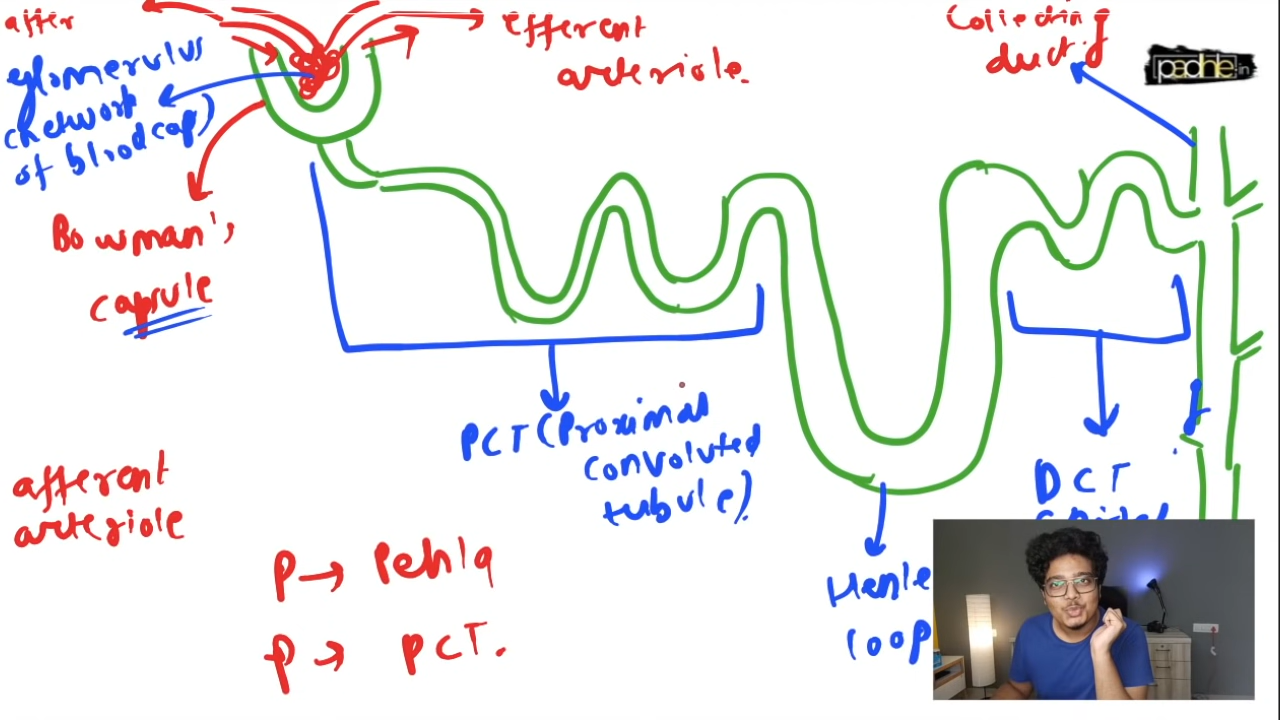 affer
glomerulus
(network
of blood cap)
Bowman's
capsule
efferent
arteriole.
Collecting
duct
padhle.in
PCT (Proximal
convoluted
tubule).
DCT
Henle
loop
afferent
arteriole
P → Pehla
P → PCT.